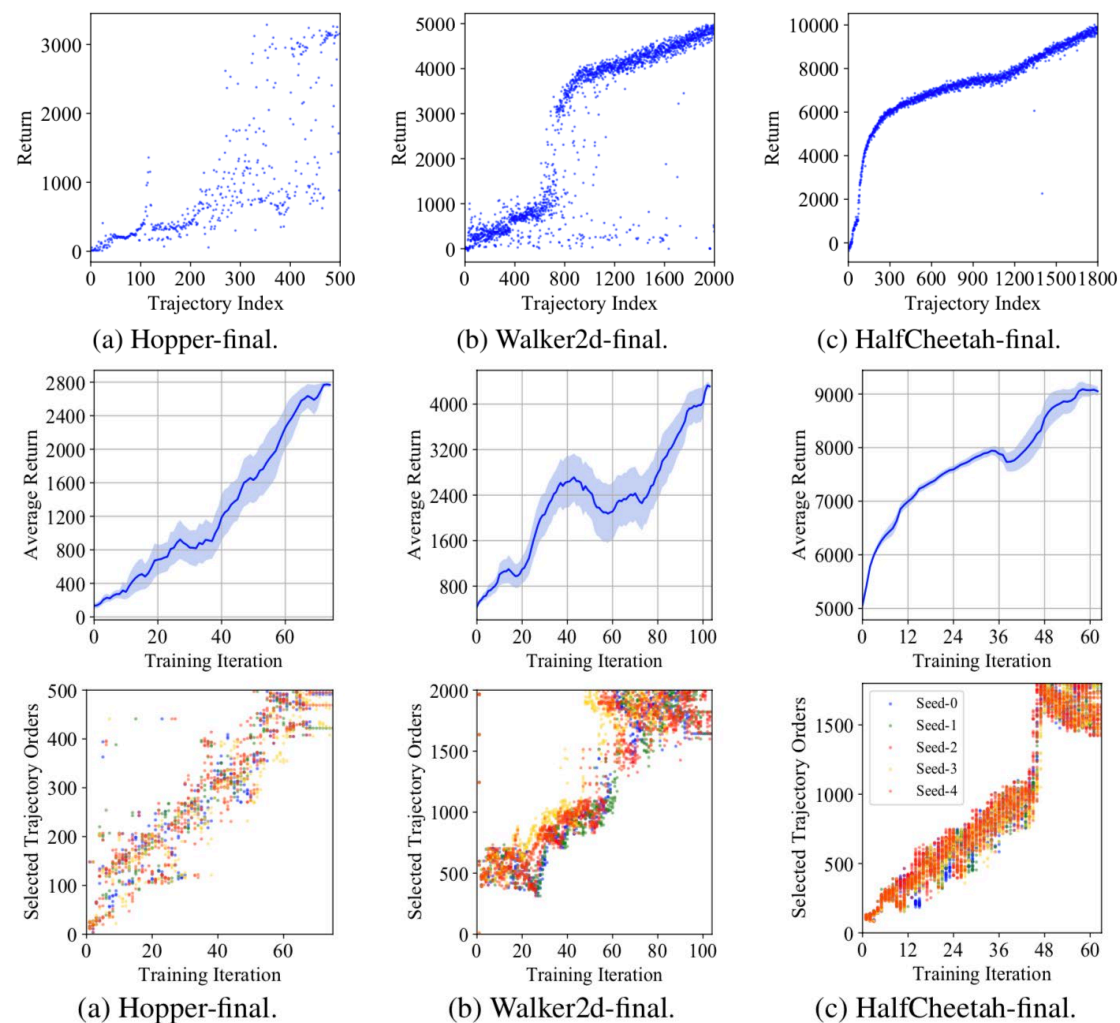 3000
2000
1000
0
Return
0 100 200 300 400 500
Trajectory Index
(a) Hopper-final.
5000
4000
3000
2000
1000
0
Return
0 400 800 1200 1600 2000
Trajectory Index
(b) Walker2d-final.
10000
8000
6000
4000
2000
0
Return
0 300 600 900 1200 1500 1800
Trajectory Index
(c) HalfCheetah-final.
2800
2400
2000
1600
1200
800
400
0
Average Return
0 20 40 60
Training Iteration
4000
3200
2400
1600
800
Average Return
0 20 40 60 80 100
Training Iteration
9000
8000
7000
6000
5000
Average Return
0 12 24 36 48 60
Training Iteration
500
400
300
200
100
0
Selected Trajectory Orders
0 20 40 60
Training Iteration
(a) Hopper-final.
2000
1500
1000
500
0
Selected Trajectory Orders
0 20 40 60 80 100
Training Iteration
(b) Walker2d-final.
1500
1000
500
0
Selected Trajectory Orders
Seed-0
Seed-1
Seed-2
Seed-3
Seed-4
0 12 24 36 48 60
Training Iteration
(c) HalfCheetah-final.